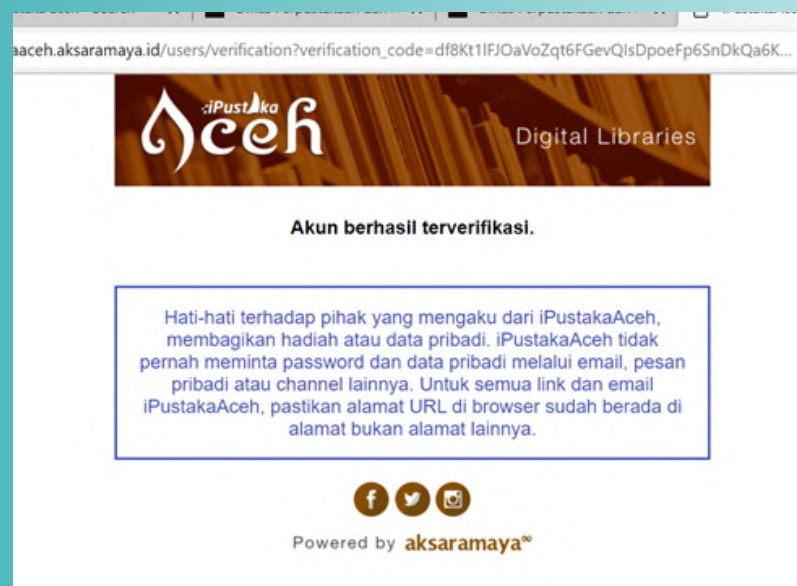 aaceh.aksaramaya.id/users/verification?verification_code=df8Kt1lFJOaVoZqt6FGevQIsDpoeFp6SnDkQa6K...
iPustaka
Aceh
Digital Libraries
Akun berhasil terverifikasi.
Hati-hati terhadap pihak yang mengaku dari iPustakaAceh,
membagikan hadiah atau data pribadi. iPustakaAceh tidak
pernah meminta password dan data pribadi melalui email, pesan
pribadi atau channel lainnya. Untuk semua link dan email
iPustakaAceh, pastikan alamat URL di browser sudah berada di
alamat bukan alamat lainnya.
Powered by aksaramaya∞